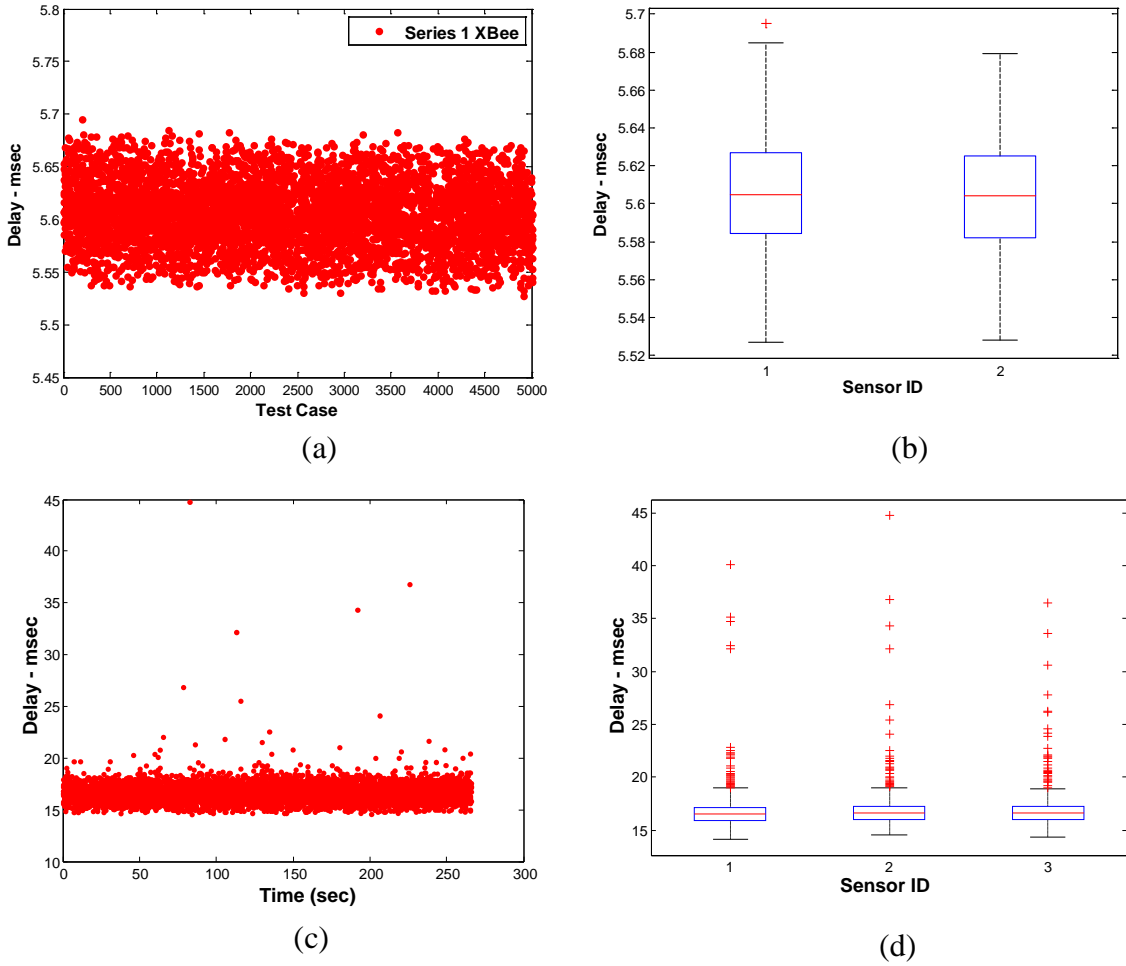 5.8
5.75
5.7
5.65
5.6
5.55
5.5
5.45
Delay - msec
Series 1 XBee
0 500 1000 1500 2000 2500 3000 3500 4000 4500 5000
Test Case
(a)
5.7
5.68
5.66
5.64
5.62
5.6
5.58
5.56
5.54
5.52
Delay - msec
1 2
Sensor ID
(b)
45
40
35
30
25
20
15
10
Delay - msec
0 50 100 150 200 250 300
Time (sec)
(c)
45
40
35
30
25
20
15
Delay - msec
1 2 3
Sensor ID
(d)